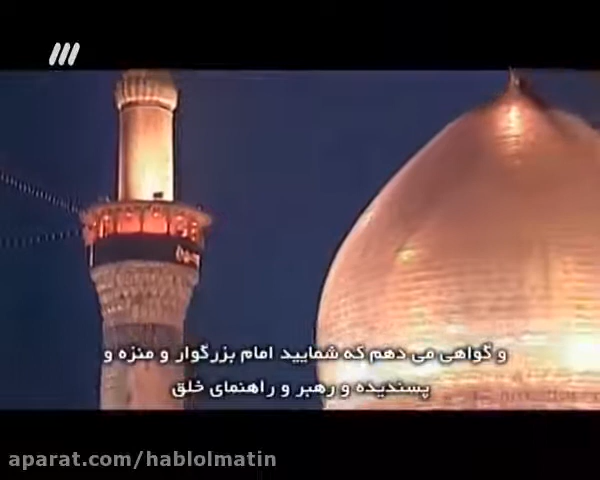 و گواهی می دهم که شمایید امام بزرگوار و منزه و
پسندیده و رهبر و راهنمای خلق
aparat.com/hablolmatin